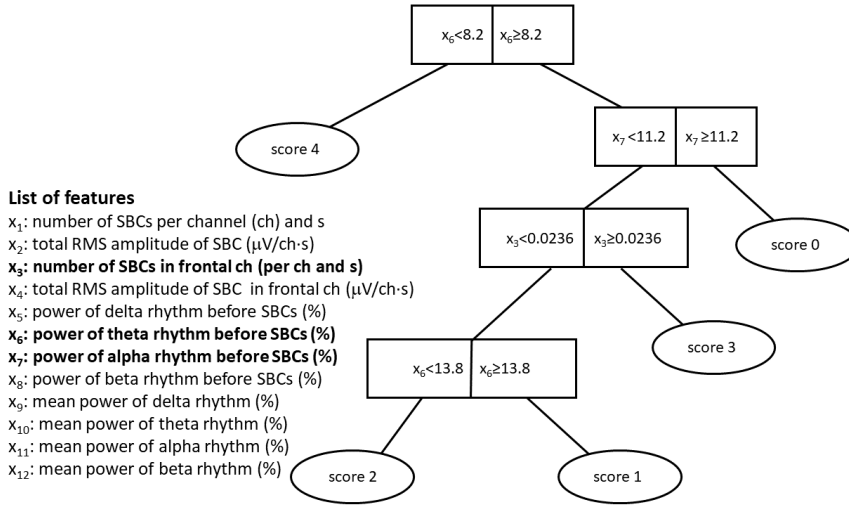 x₆<8.2 x₆≥8.2
score 4
x₇ <11.2 x₇ ≥11.2
x₃<0.0236 x₃≥0.0236
score 0
score 3
x₆<13.8 x₆≥13.8
score 2
score 1
List of features
x₁: number of SBCs per channel (ch) and s
x₂: total RMS amplitude of SBC (μV/ch·s)
x₃: number of SBCs in frontal ch (per ch and s)
x₄: total RMS amplitude of SBC in frontal ch (μV/ch·s)
x₅: power of delta rhythm before SBCs (%)
x₆: power of theta rhythm before SBCs (%)
x₇: power of alpha rhythm before SBCs (%)
x₈: power of beta rhythm before SBCs (%)
x₉: mean power of delta rhythm (%)
x₁₀: mean power of theta rhythm (%)
x₁₁: mean power of alpha rhythm (%)
x₁₂: mean power of beta rhythm (%)